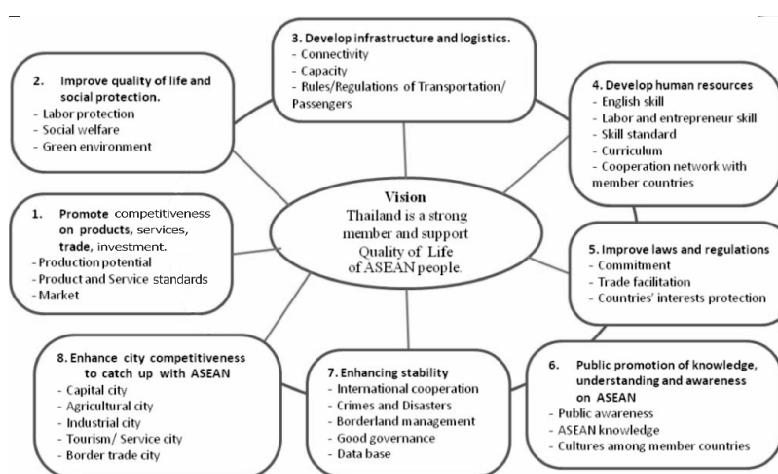 3. Develop infrastructure and logistics.
- Connectivity
- Capacity
- Rules/Regulations of Transportation/
Passengers
2. Improve quality of life and
social protection.
- Labor protection
- Social welfare
- Green environment
4. Develop human resources
- English skill
- Labor and entrepreneur skill
- Skill standard
- Curriculum
- Cooperation network with
member countries
Vision
Thailand is a strong
member and support
Quality of Life
of ASEAN people.
1. Promote competitiveness
on products, services,
trade, investment.
- Production potential
- Product and Service standards
- Market
5. Improve laws and regulations
- Commitment
- Trade facilitation
- Countries' interests protection
8. Enhance city competitiveness
to catch up with ASEAN
- Capital city
- Agricultural city
- Industrial city
- Tourism/ Service city
- Border trade city
7. Enhancing stability
- International cooperation
- Crimes and Disasters
- Borderland management
- Good governance
- Data base
6. Public promotion of knowledge,
understanding and awareness
on ASEAN
- Public awareness
- ASEAN knowledge
- Cultures among member countries